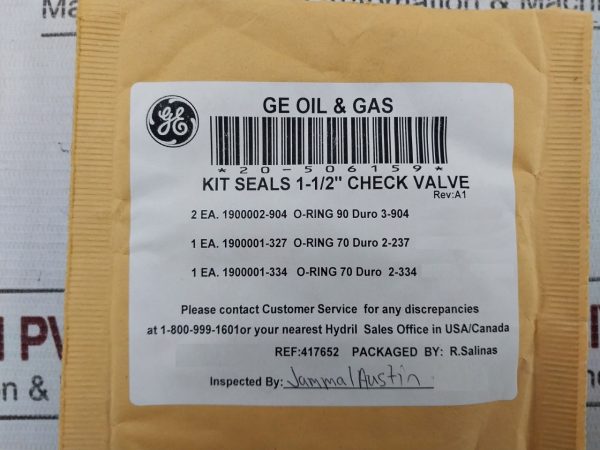 GE OIL & GAS
GE
*20-506159*
KIT SEALS 1-1/2" CHECK VALVE
Rev:A1
2 EA. 1900002-904 O-RING 90 Duro 3-904
1 EA. 1900001-327 O-RING 70 Duro 2-237
1 EA. 1900001-334 O-RING 70 Duro 2-334
Please contact Customer Service for any discrepancies
at 1-800-999-1601or your nearest Hydril Sales Office in USA/Canada
REF:417652 PACKAGED BY: R.Salinas
Inspected By: Jammal Austin